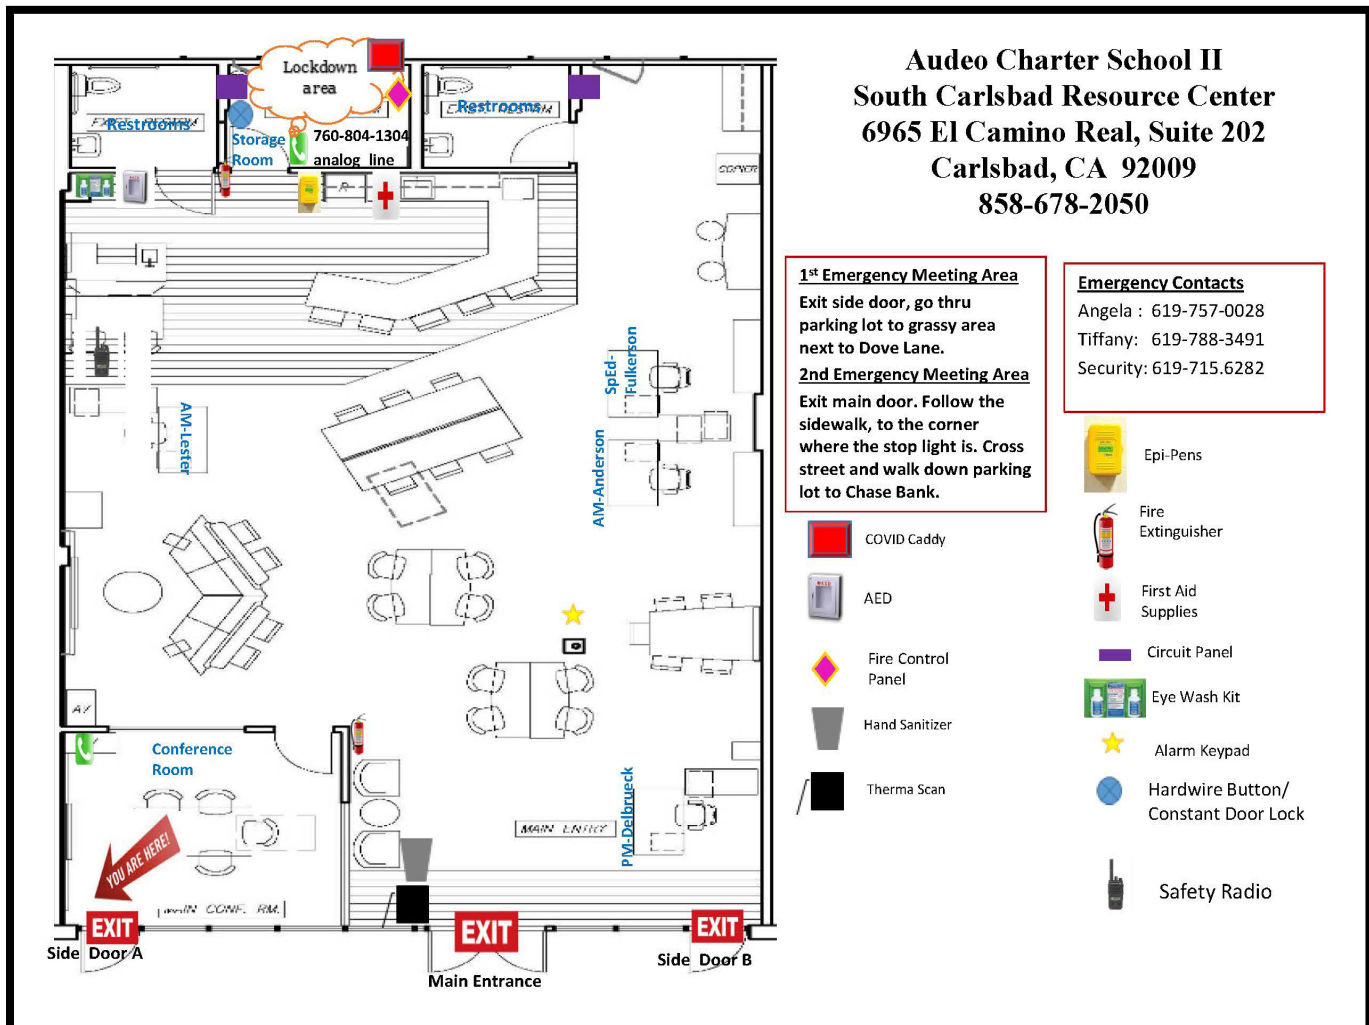 Audeo Charter School II
South Carlsbad Resource Center
6965 El Camino Real, Suite 202
Carlsbad, CA 92009
858-678-2050
Lockdown
area
Restrooms
Restrooms
Storage
Room
760-804-1304
analog line
R
COPIER
SpEd-
Fulkerson
AM-Lester
AM-Anderson
AV
Conference
Room
PM-Delbrueck
MAIN ENTRY
YOU ARE HERE!
CONF. RM.
EXIT
EXIT
EXIT
Side Door A
Main Entrance
Side Door B
1st Emergency Meeting Area
Exit side door, go thru
parking lot to grassy area
next to Dove Lane.
2nd Emergency Meeting Area
Exit main door. Follow the
sidewalk, to the corner
where the stop light is. Cross
street and walk down parking
lot to Chase Bank.
Emergency Contacts
Angela : 619-757-0028
Tiffany: 619-788-3491
Security: 619-715.6282
COVID Caddy
AED
Fire Control
Panel
Hand Sanitizer
Therma Scan
Epi-Pens
Fire
Extinguisher
First Aid
Supplies
Circuit Panel
Eye Wash Kit
Alarm Keypad
Hardwire Button/
Constant Door Lock
Safety Radio